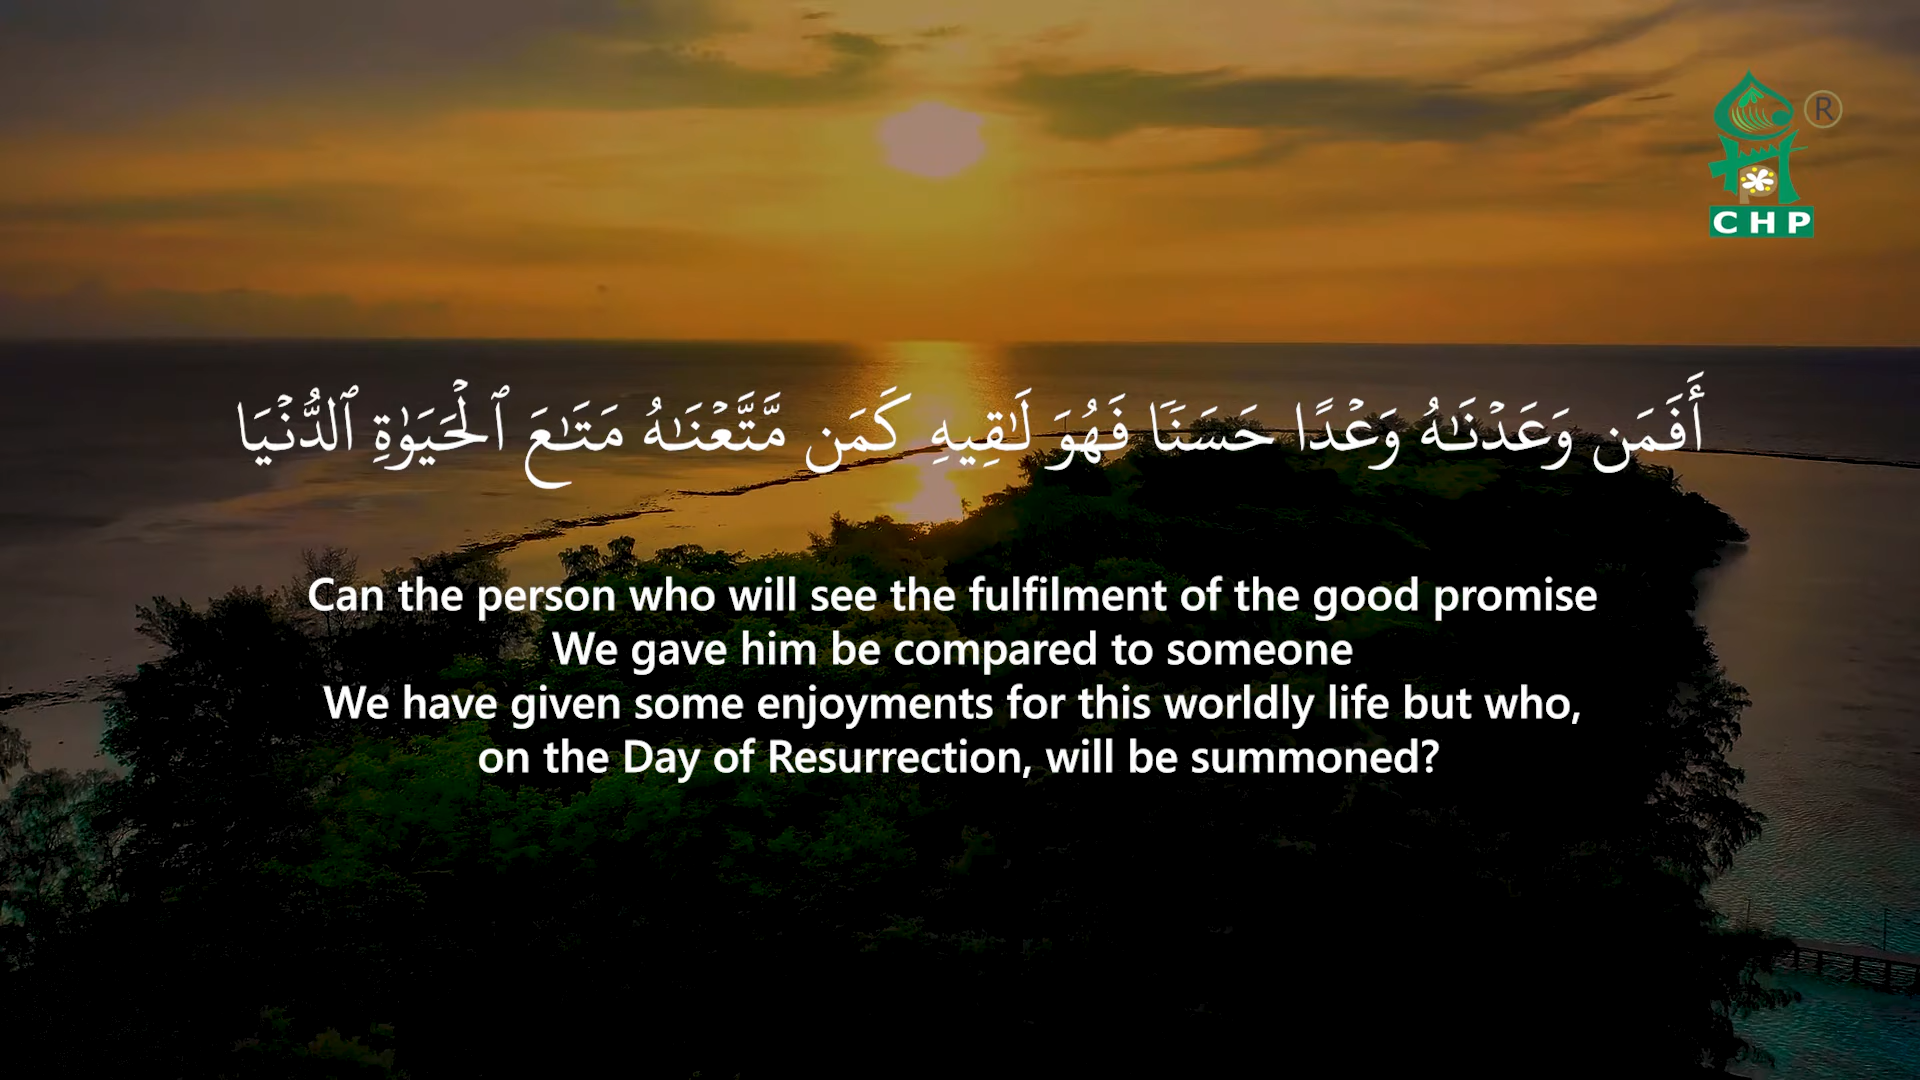 ®
CHP
أَفَمَن وَعَدْنَـٰهُ وَعْدًا حَسَنًا فَهُوَ لَـٰقِيهِ كَمَن مَّتَّعْنَـٰهُ مَتَـٰعَ ٱلْحَيَوٰةِ ٱلدُّنْيَا
Can the person who will see the fulfilment of the good promise
We gave him be compared to someone
We have given some enjoyments for this worldly life but who,
on the Day of Resurrection, will be summoned?